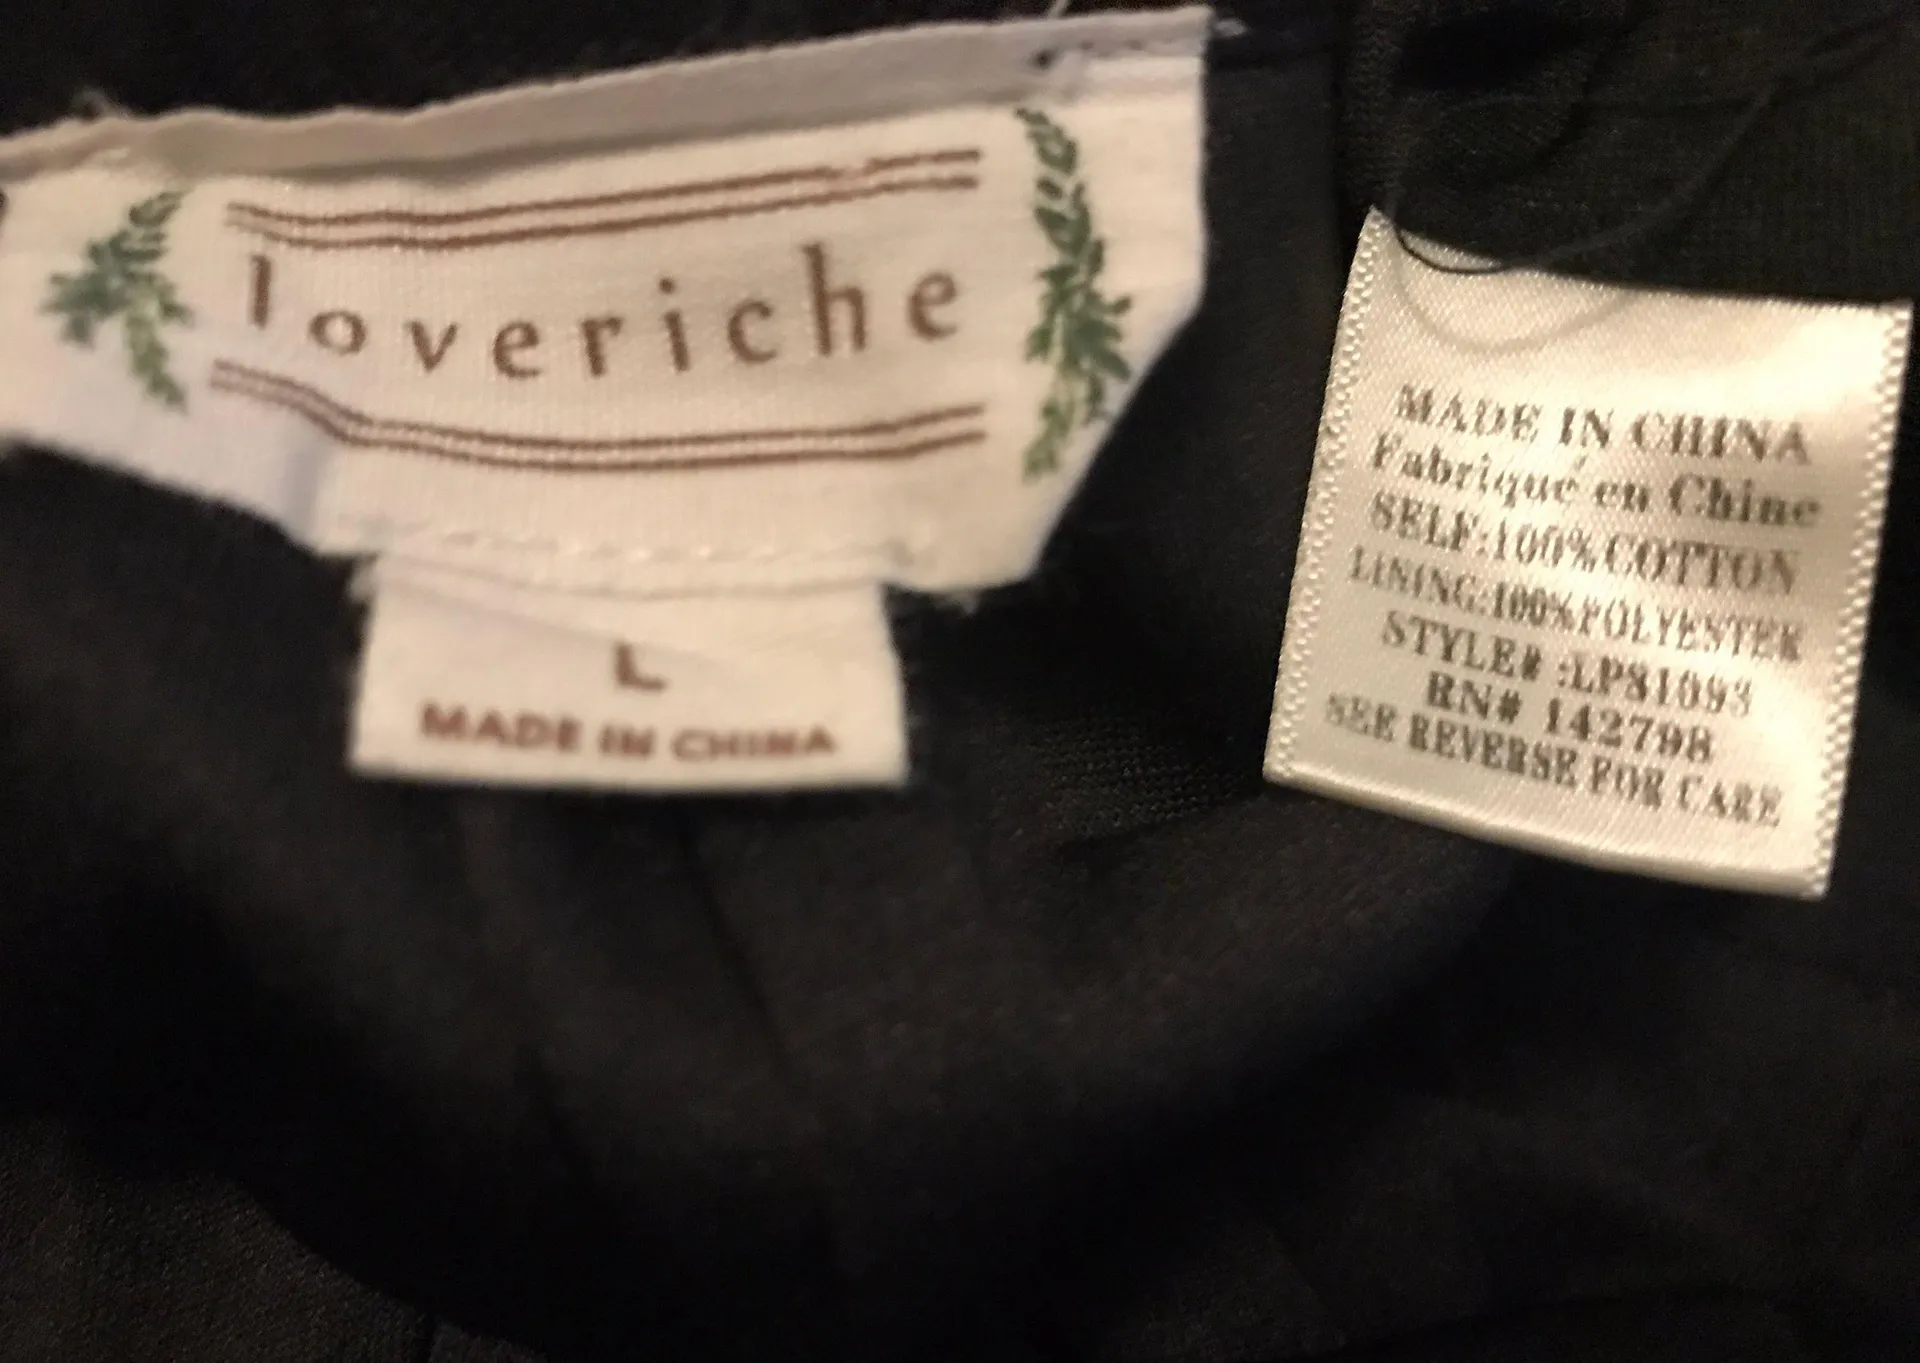 loveriche
L
MADE IN CHINA
MADE IN CHINA
Fabriqué en Chine
SELF:100%COTTON
LINING:100%POLYESTER
STYLE# :LP81093
RN# 142798
SEE REVERSE FOR CARE